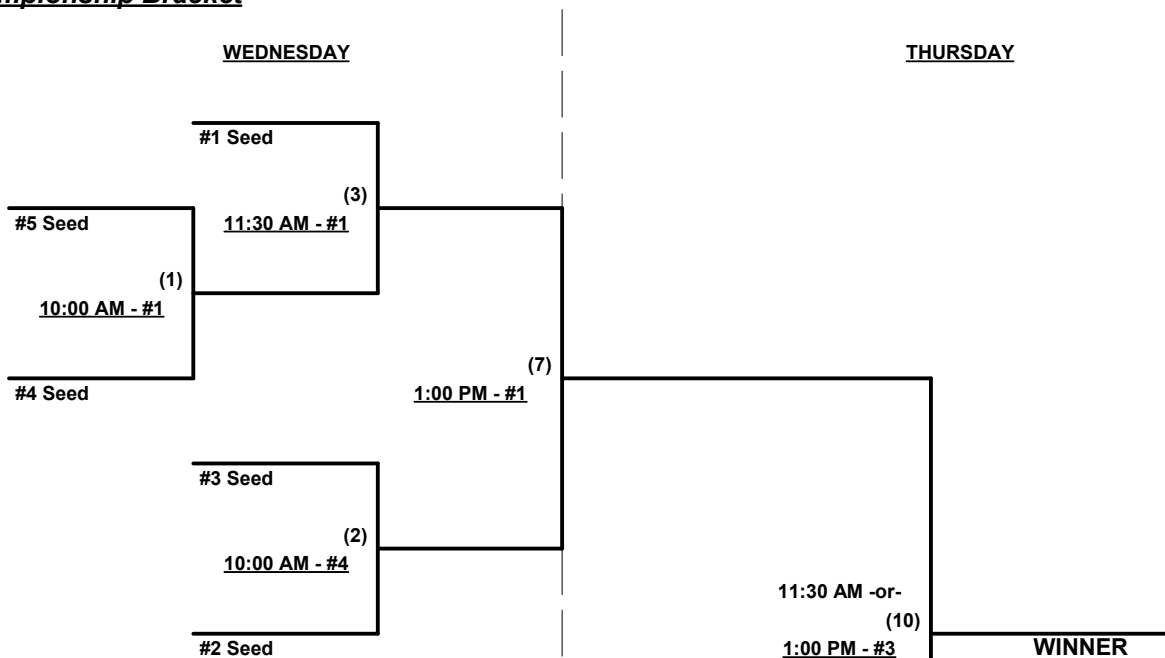 Bracket
WEDNESDAY
THURSDAY
#1 Seed
(3)
11:30 AM - #1
#5 Seed
(1)
10:00 AM - #1
#4 Seed
(7)
1:00 PM - #1
#3 Seed
(2)
10:00 AM - #4
#2 Seed
11:30 AM -or-
(10)
1:00 PM - #3
WINNER